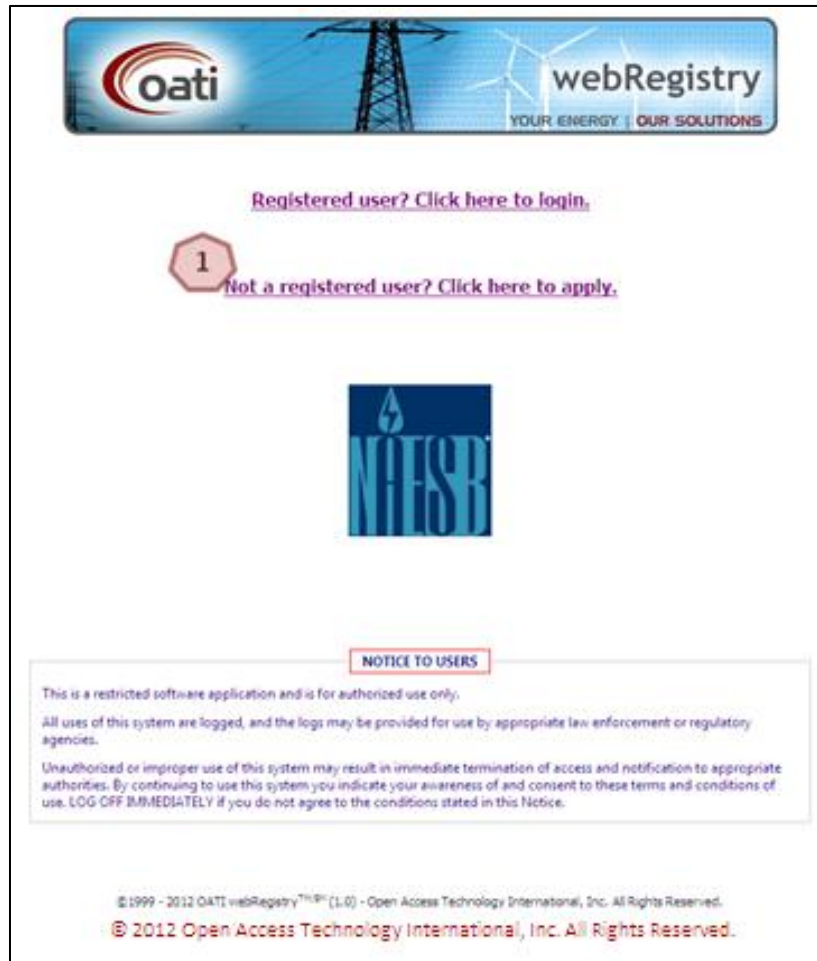 oati
webRegistry
YOUR ENERGY | OUR SOLUTIONS
Registered user? Click here to login.
1
Not a registered user? Click here to apply.
NAESB
NOTICE TO USERS
This is a restricted software application and is for authorized use only.
All uses of this system are logged, and the logs may be provided for use by appropriate law enforcement or regulatory
agencies.
Unauthorized or improper use of this system may result in immediate termination of access and notification to appropriate
authorities. By continuing to use this system you indicate your awareness of and consent to these terms and conditions of
use. LOG OFF IMMEDIATELY if you do not agree to the conditions stated in this Notice.
©1999 - 2012 OATI webRegistry (1.0) - Open Access Technology International, Inc. All Rights Reserved.
© 2012 Open Access Technology International, Inc. All Rights Reserved.